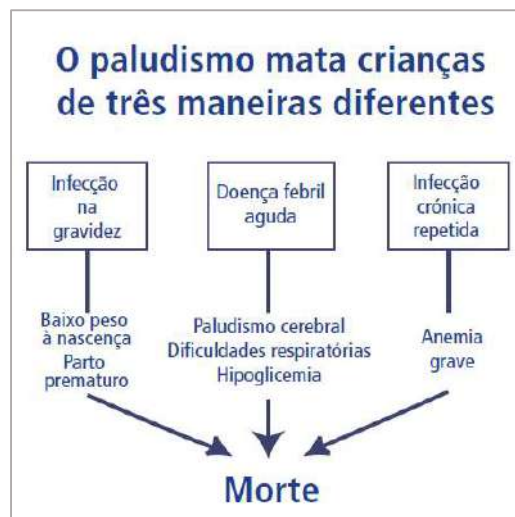 O paludismo mata crianças
de três maneiras diferentes
Infecção
na
gravidez
Doença febril
aguda
Infecção
crónica
repetida
Baixo peso
à nascença
Parto
prematuro
Paludismo cerebral
Dificuldades respiratórias
Hipoglicemia
Anemia
grave
Morte